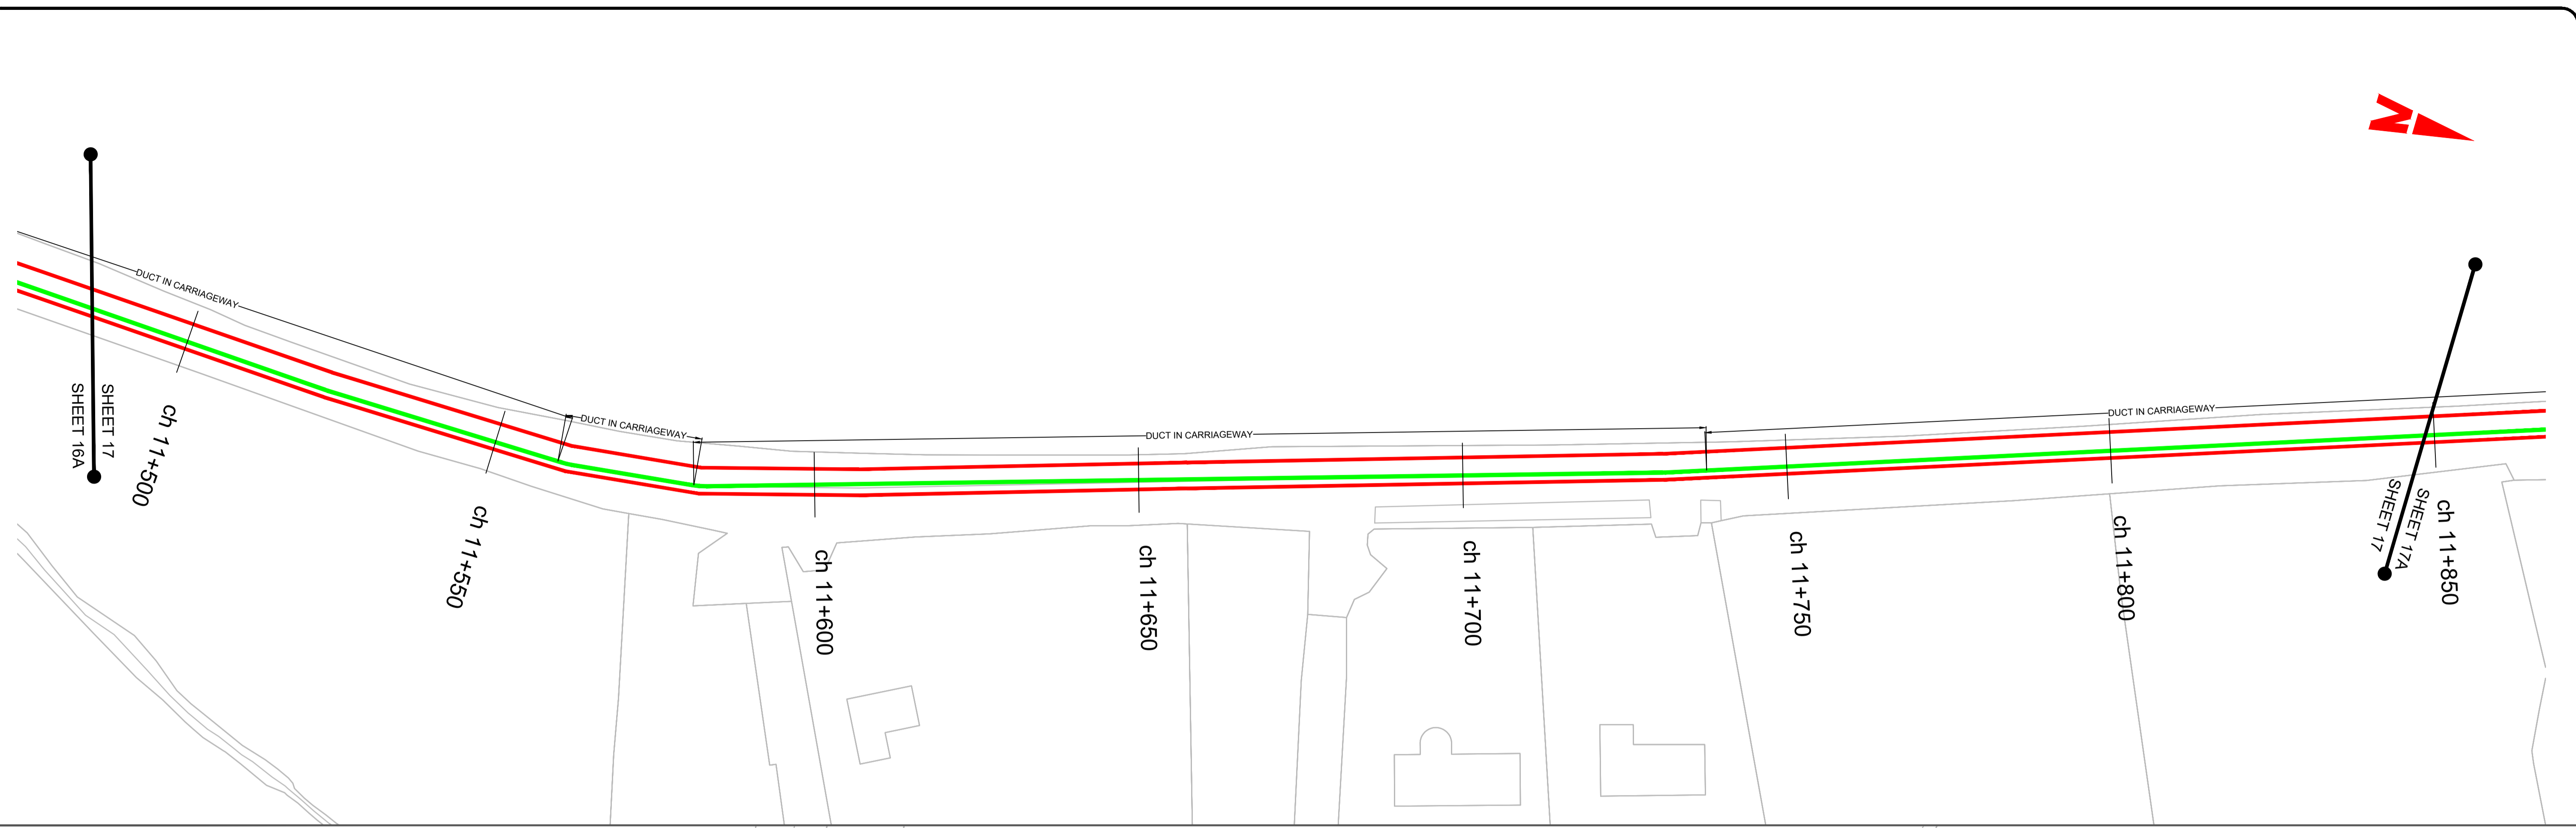 N
DUCT IN CARRIAGEWAY
SHEET 16A
SHEET 17
ch 11+500
ch 11+550
DUCT IN CARRIAGEWAY
ch 11+600
DUCT IN CARRIAGEWAY
ch 11+650
ch 11+700
ch 11+750
DUCT IN CARRIAGEWAY
ch 11+800
SHEET 17
SHEET 17A
ch 11+850